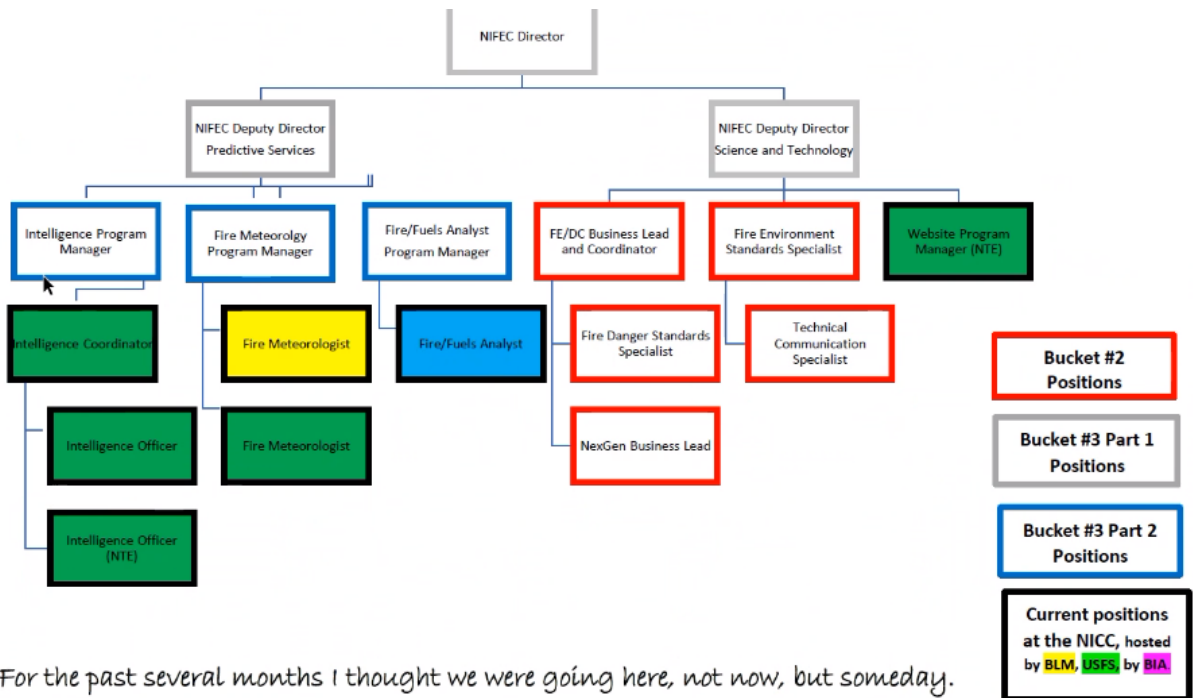 NIFEC Director
NIFEC Deputy Director
Predictive Services
NIFEC Deputy Director
Science and Technology
Intelligence Program
Manager
Fire Meteorolgy
Program Manager
Fire/Fuels Analyst
Program Manager
FE/DC Business Lead
and Coordinator
Fire Environment
Standards Specialist
Website Program
Manager (NTE)
Intelligence Coordinator
Fire Meteorologist
Fire/Fuels Analyst
Fire Danger Standards
Specialist
Technical
Communication
Specialist
Intelligence Officer
Fire Meteorologist
NexGen Business Lead
Intelligence Officer
(NTE)
Bucket #2
Positions
Bucket #3 Part 1
Positions
Bucket #3 Part 2
Positions
Current positions
at the NICC, hosted
by BLM, USFS, by BIA.
For the past several months I thought we were going here, not now, but someday.